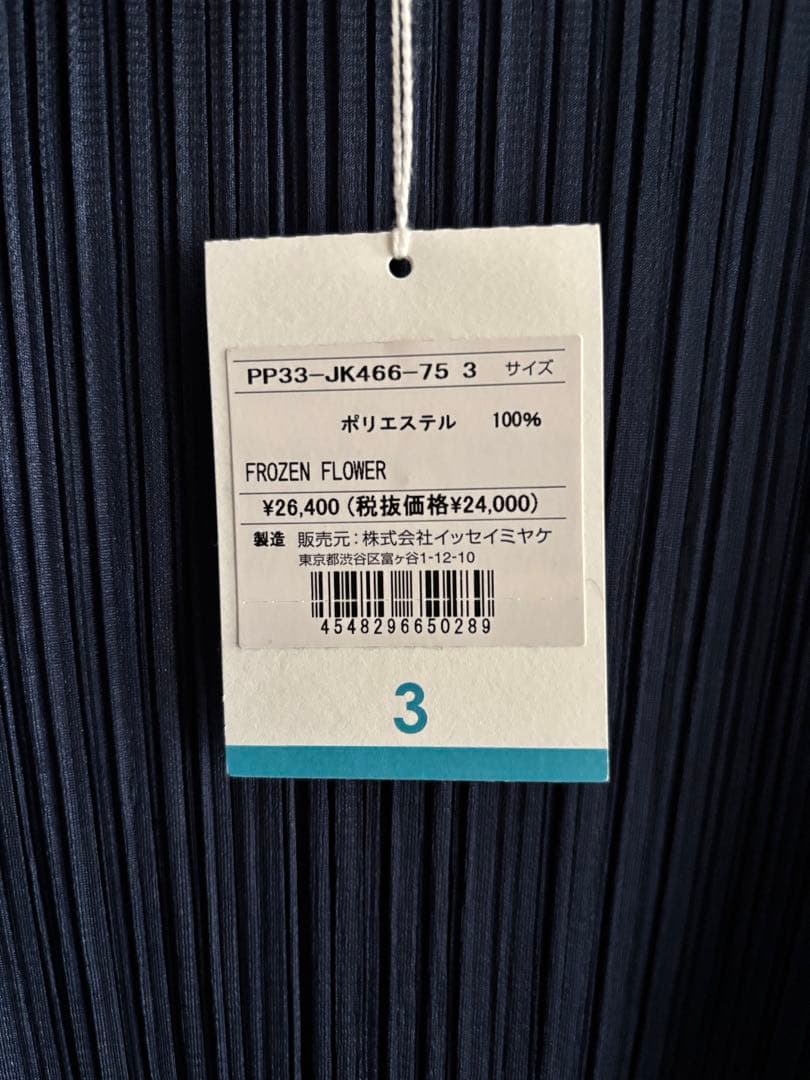 PP33-JK466-75 3 サイズ
ポリエステル 100%
FROZEN FLOWER
¥26,400(税抜価格¥24,000)
製造 販売元:株式会社イッセイミヤケ
東京都渋谷区富ヶ谷1-12-10
4548296650289
3